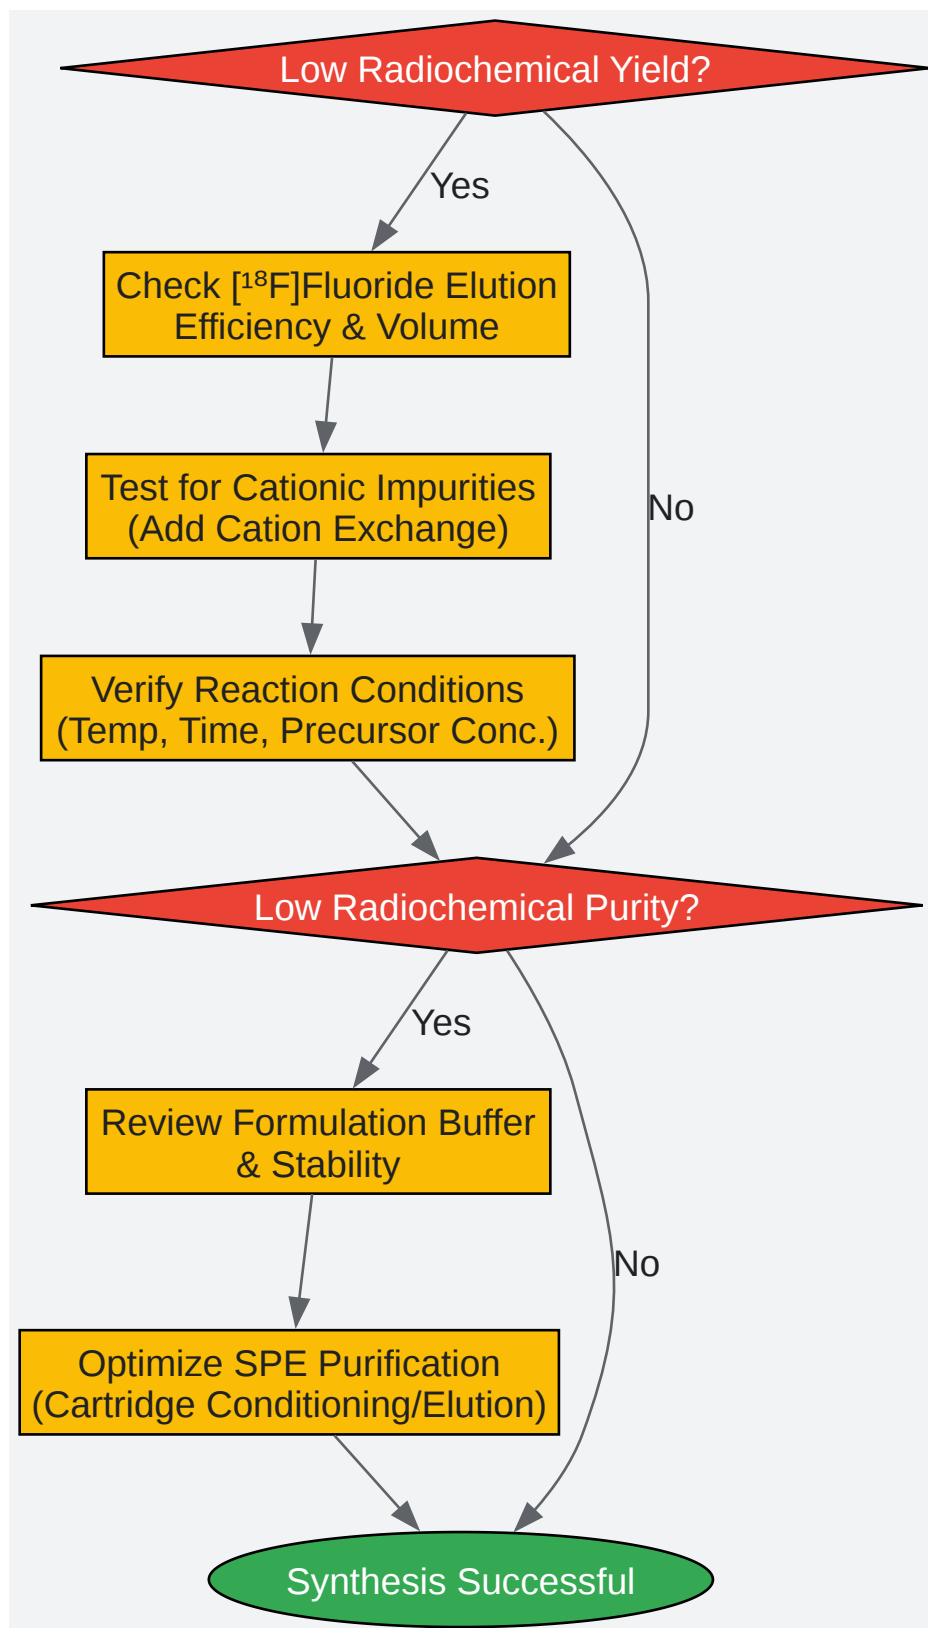 Low Radiochemical Yield?
Yes
Check [¹⁸F]Fluoride Elution
Efficiency & Volume
Test for Cationic Impurities
(Add Cation Exchange)
No
Verify Reaction Conditions
(Temp, Time, Precursor Conc.)
Low Radiochemical Purity?
Yes
Review Formulation Buffer
& Stability
No
Optimize SPE Purification
(Cartridge Conditioning/Elution)
Synthesis Successful